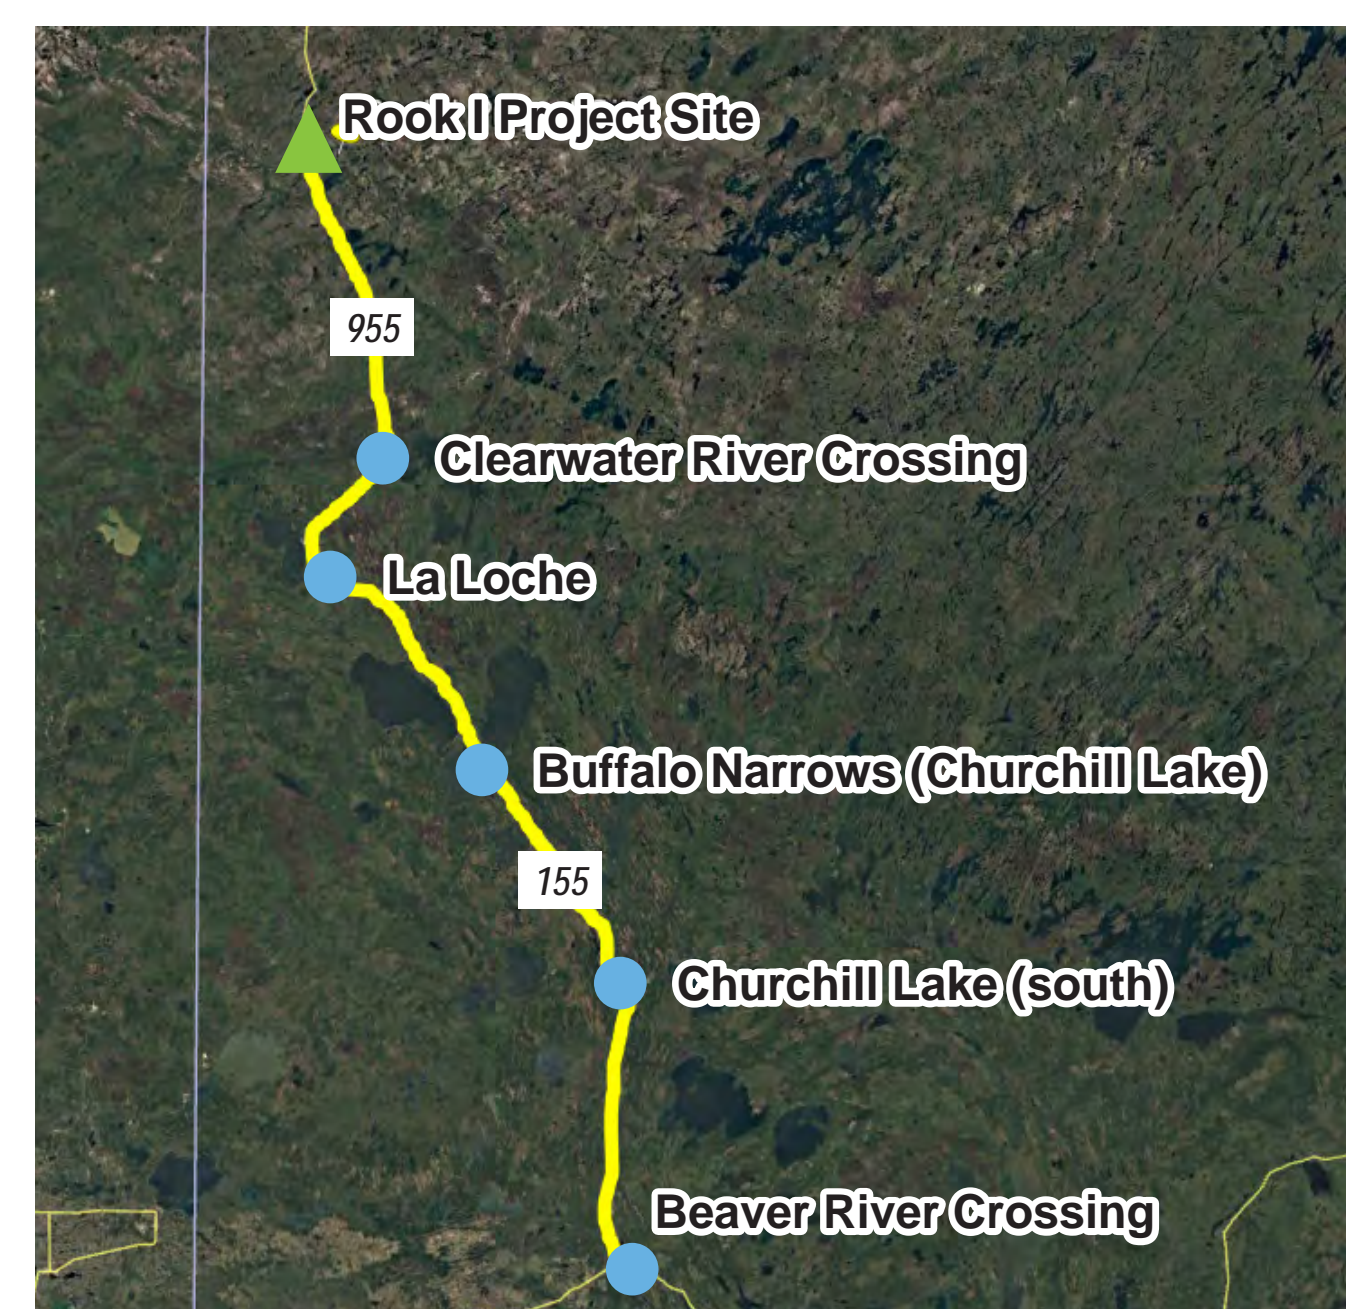 Rook I Project Site
955
Clearwater River Crossing
La Loche
Buffalo Narrows (Churchill Lake)
155
Churchill Lake (south)
Beaver River Crossing